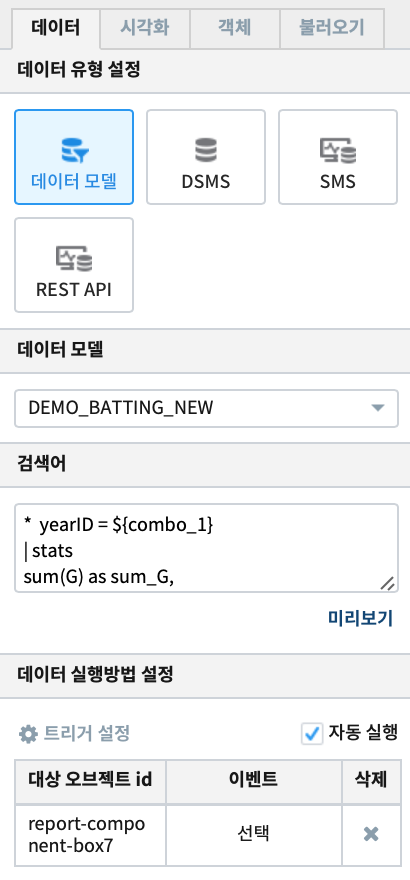 데이터 시각화 객체 불러오기
데이터 유형 설정
데이터 모델 DSMS SMS
REST API
데이터 모델
DEMO_BATTING_NEW
검색어
* yearID = ${combo_1}
| stats
sum(G) as sum_G,
미리보기
데이터 실행방법 설정
트리거 설정 자동 실행
대상 오브젝트 id 이벤트 삭제
report-compo
nent-box7 선택